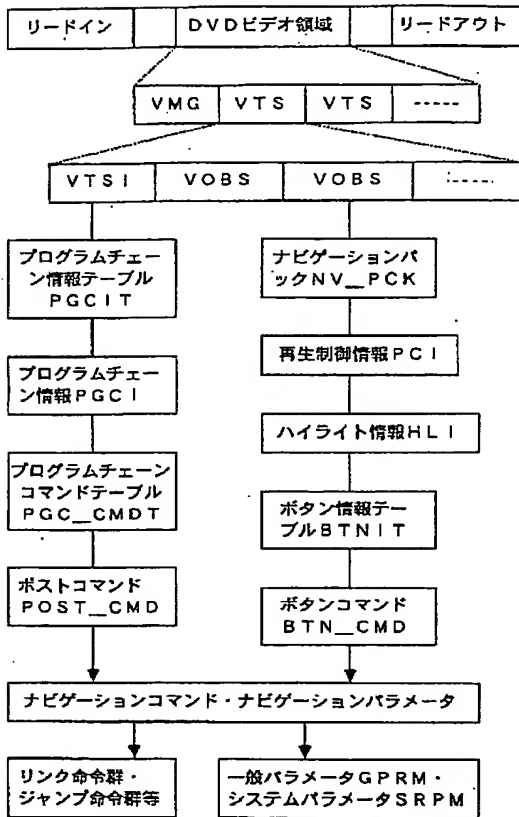 リードイン
DVDビデオ領域
リードアウト
VMG
VTS
VTS
-----
VTSI
VOBS
VOBS
:-----
プログラムチェー
ン情報テーブル
PGCIT
ナビゲーションパ
ックNV__PCK
プログラムチェー
ン情報PGCI
再生制御情報PCI
ハイライト情報HLI
プログラムチェーン
コマンドテーブル
PGC__CMDT
ボタン情報テー
ブルBTNIT
ポストコマンド
POST__CMD
ボタンコマンド
BTN__CMD
ナビゲーションコマンド・ナビゲーションパラメータ
リンク命令群・
ジャンプ命令群等
一般パラメータGPRM・
システムパラメータSRPM